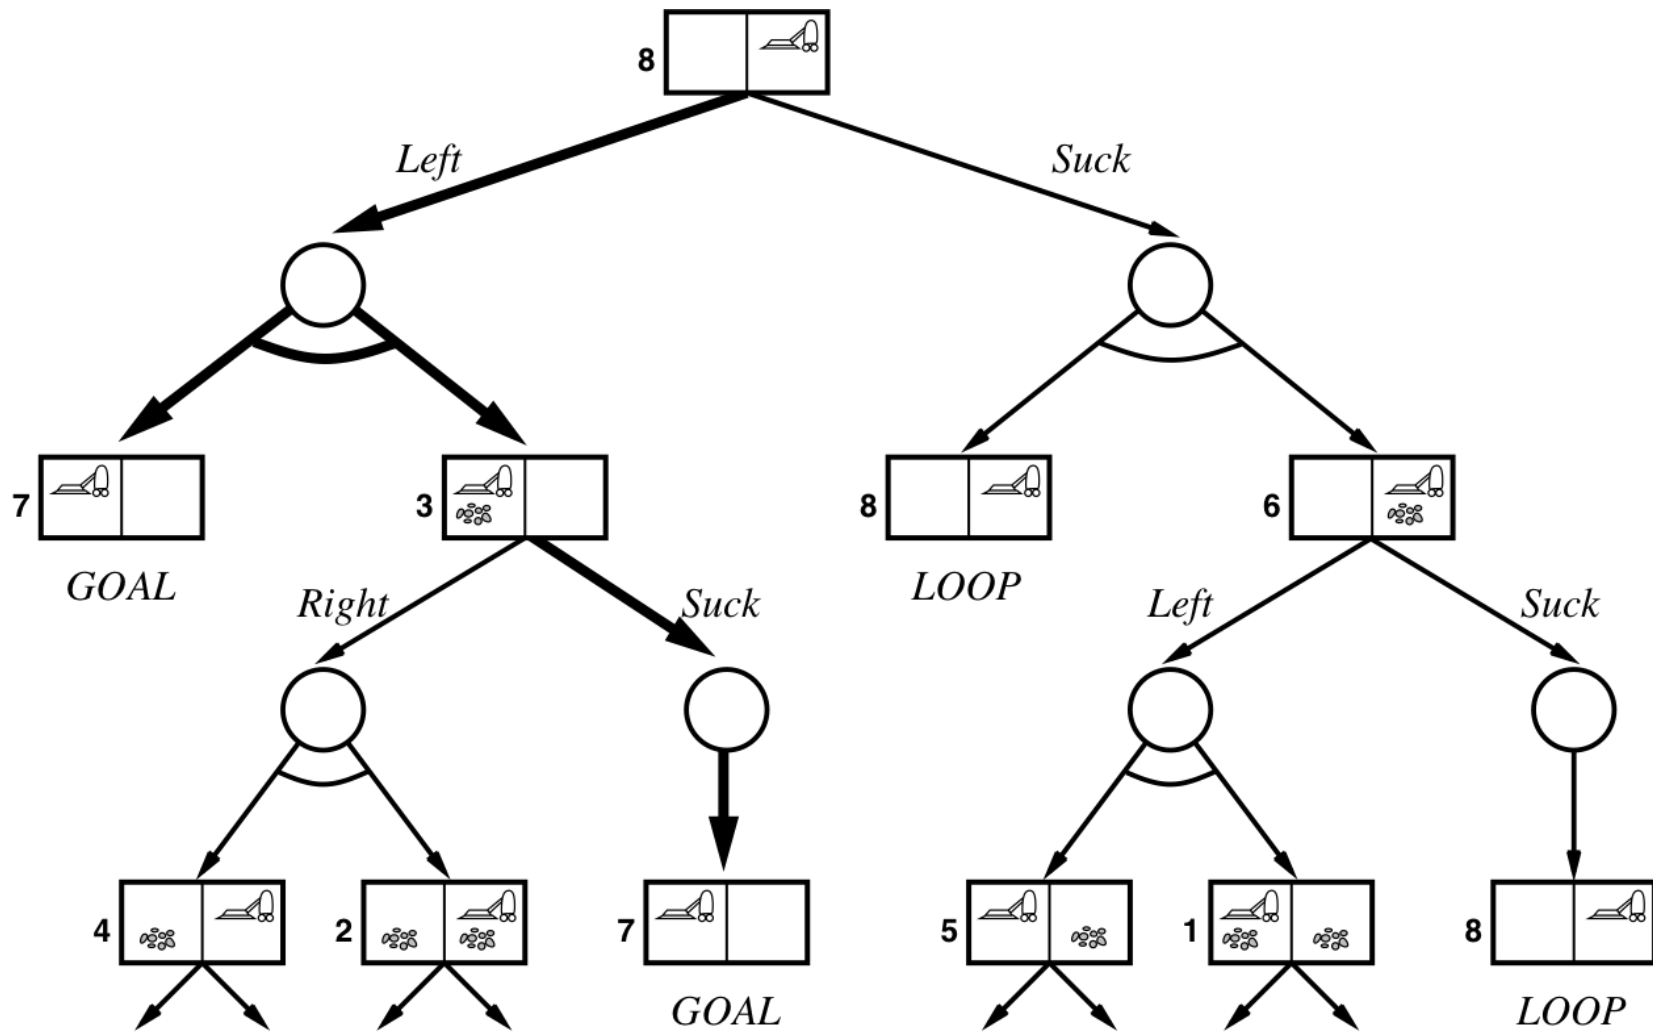 8
Left Suck
7 3 8 6
GOAL LOOP
Right Suck Left Suck
4 2 7 5 1 8
GOAL LOOP